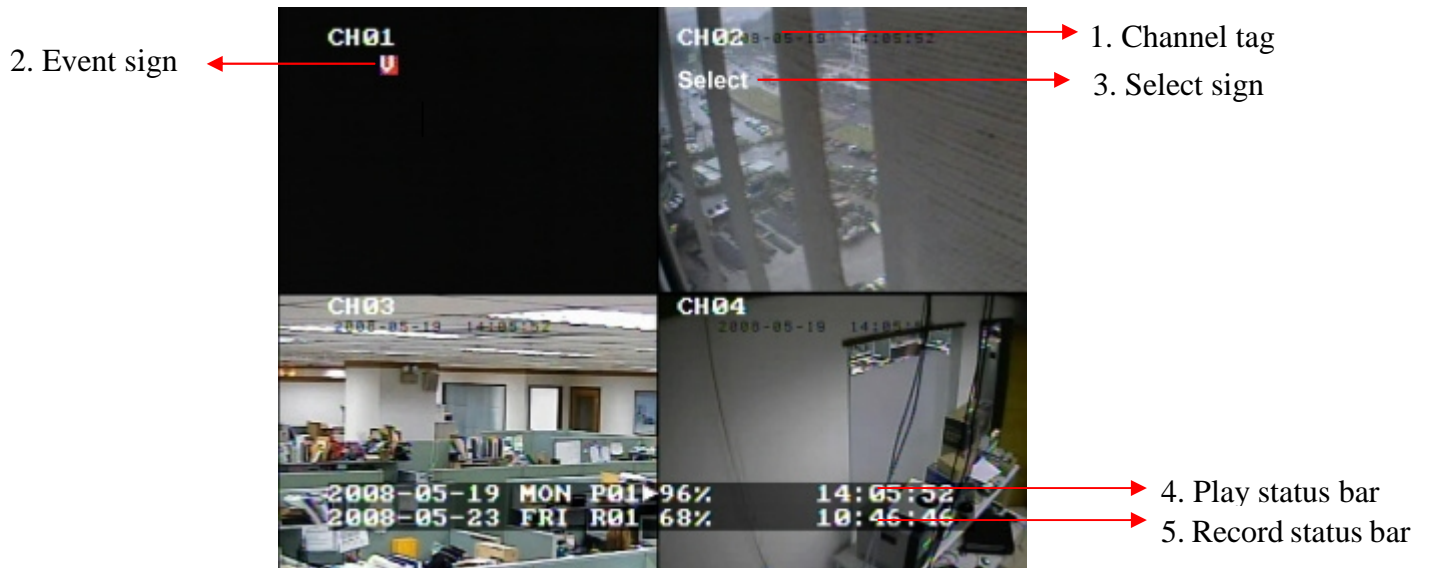 CH01
V
CH02
2008-05-19 14:05:52
Select
1. Channel tag
2. Event sign
3. Select sign
CH03
2008-05-19 14:05:52
CH04
2008-05-19
2008-05-19 MON P01▶96% 14:05:52
2008-05-23 FRI R01 68% 10:46:46
4. Play status bar
5. Record status bar